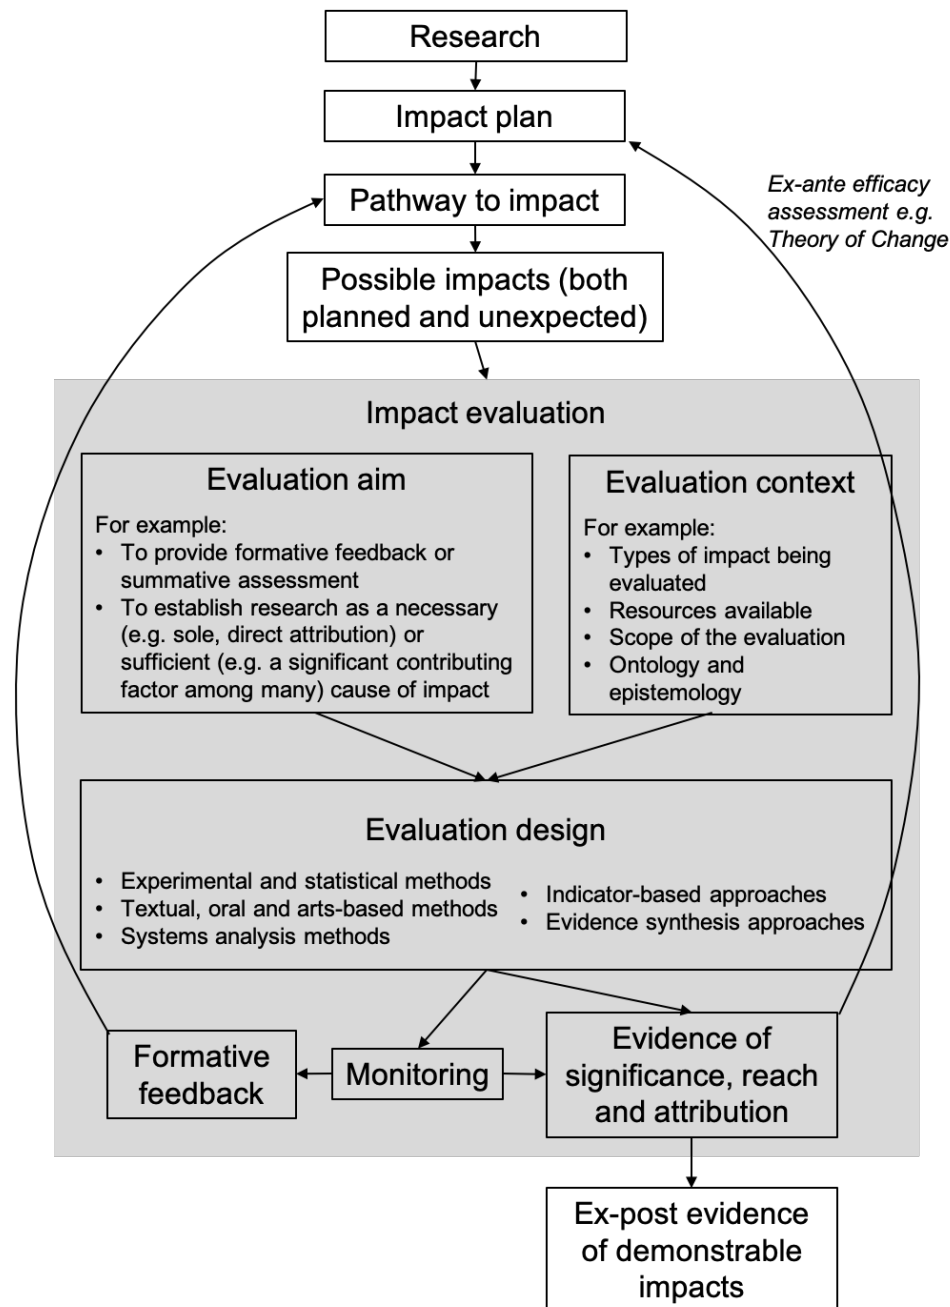 Research
Impact plan
Ex-ante efficacy
assessment e.g.
Theory of Change
Pathway to impact
Possible impacts (both
planned and unexpected)
Impact evaluation
Evaluation aim
For example:
• To provide formative feedback or
summative assessment
• To establish research as a necessary
(e.g. sole, direct attribution) or
sufficient (e.g. a significant contributing
factor among many) cause of impact
Evaluation context
For example:
• Types of impact being
evaluated
• Resources available
• Scope of the evaluation
• Ontology and
epistemology
Evaluation design
• Experimental and statistical methods
• Textual, oral and arts-based methods
• Systems analysis methods
• Indicator-based approaches
• Evidence synthesis approaches
Formative
feedback
Monitoring
Evidence of
significance, reach
and attribution
Ex-post evidence
of demonstrable
impacts